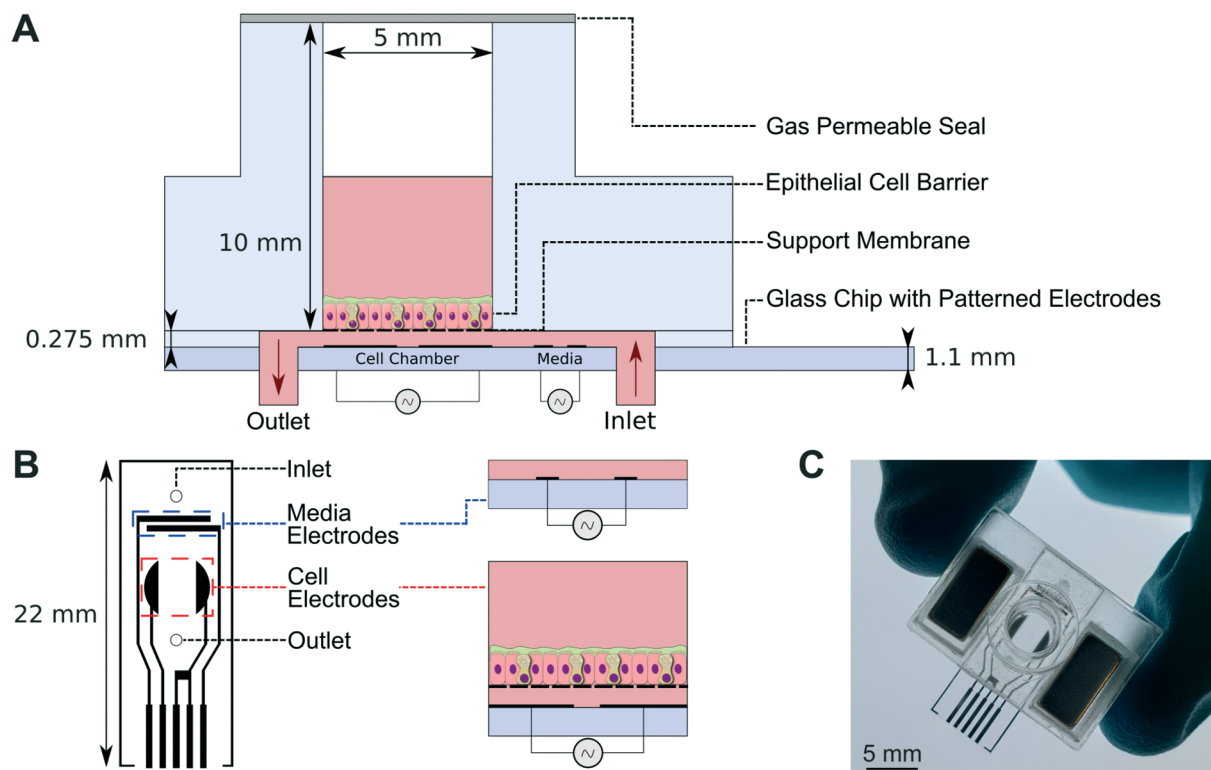 A
5 mm
Gas Permeable Seal
Epithelial Cell Barrier
10 mm
Support Membrane
Glass Chip with Patterned Electrodes
0.275 mm
Cell Chamber
Media
1.1 mm
Outlet
Inlet
B
Inlet
Media
Electrodes
Cell
Electrodes
22 mm
Outlet
C
5 mm